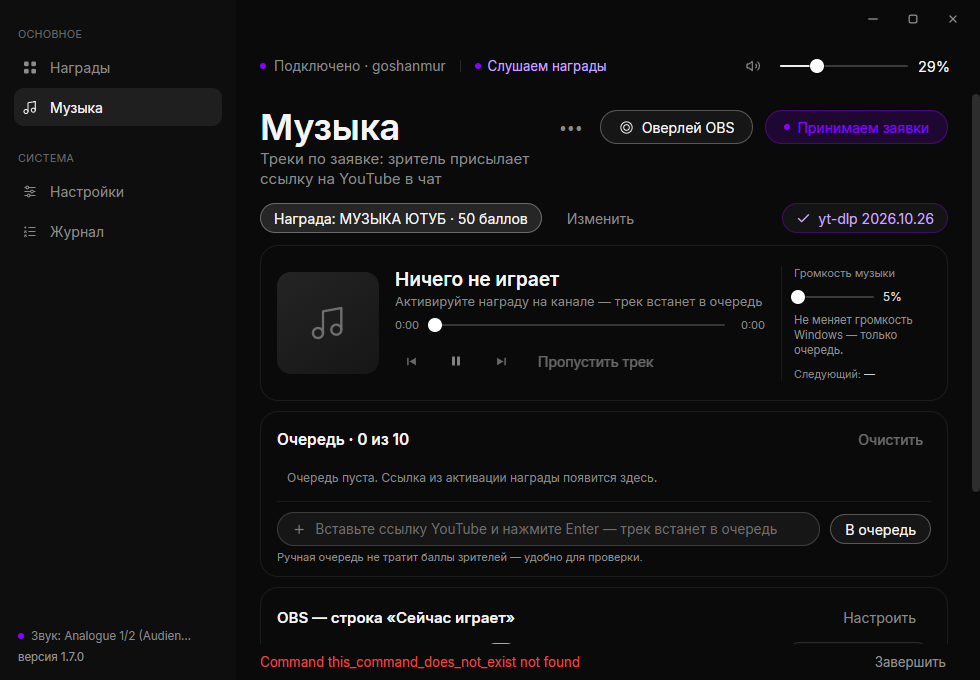 ОСНОВНОЕ
Награды
Музыка
СИСТЕМА
Настройки
Журнал
Звук: Analogue 1/2 (Audien...
версия 1.7.0
Подключено · goshanmur
Слушаем награды
29%
Музыка
Треки по заявке: зритель присылает
ссылку на YouTube в чат
Оверлей OBS
Принимаем заявки
Награда: МУЗЫКА ЮТУБ · 50 баллов
Изменить
yt-dlp 2026.10.26
Ничего не играет
Активируйте награду на канале — трек встанет в очередь
0:00
0:00
Пропустить трек
Громкость музыки
5%
Не меняет громкость
Windows — только
очередь.
Следующий: —
Очередь · 0 из 10
Очистить
Очередь пуста. Ссылка из активации награды появится здесь.
Вставьте ссылку YouTube и нажмите Enter — трек встанет в очередь
В очередь
Ручная очередь не тратит баллы зрителей — удобно для проверки.
OBS — строка «Сейчас играет»
Настроить
Command this_command_does_not_exist not found
Завершить